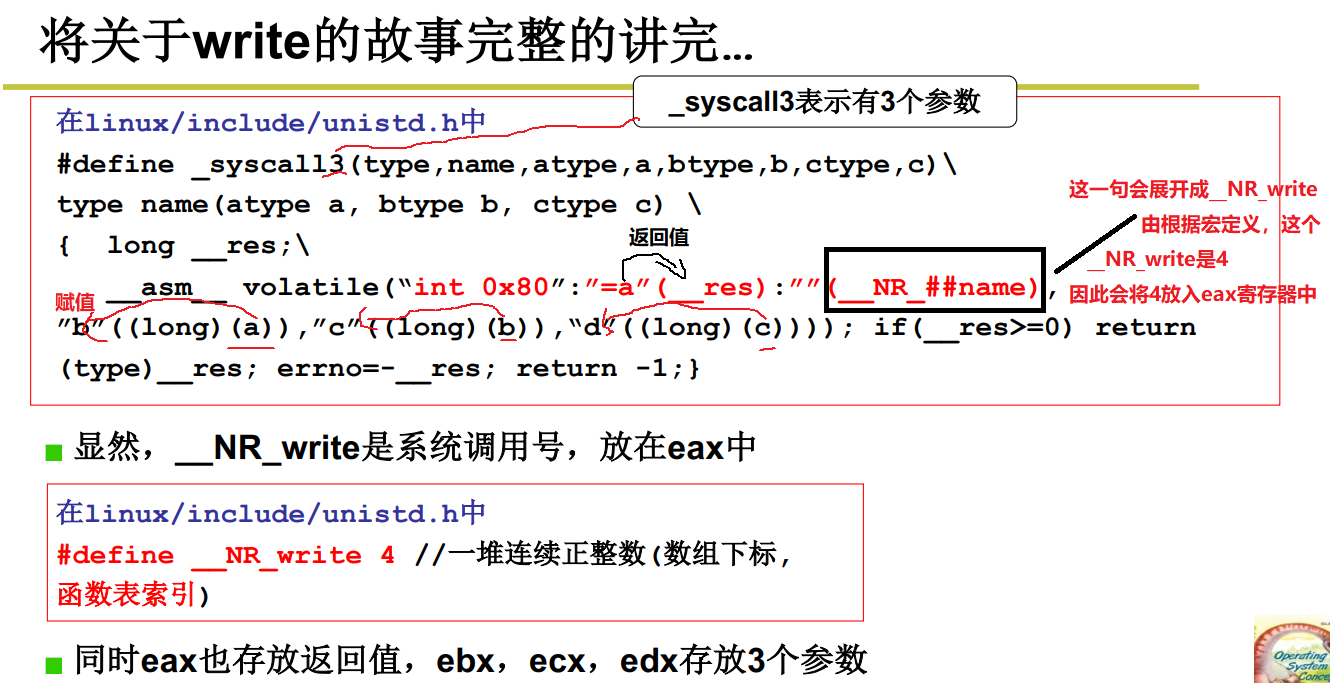 将关于write的故事完整的讲完...
_syscall3表示有3个参数
在linux/include/unistd.h中
#define _syscall3(type,name,atype,a,btype,b,ctype,c)\
type name(atype a, btype b, ctype c) \
{ long __res;\
返回值
__asm__ volatile(“int 0x80”:”=a”(__res):””(__NR_##name),
赋值
”b”((long)(a)),”c”((long)(b)),“d”((long)(c)))); if(__res>=0) return
(type)__res; errno=-__res; return -1;}
这一句会展开成__NR_write
由根据宏定义，这个
__NR_write是4
因此会将4放入eax寄存器中
显然，__NR_write是系统调用号，放在eax中
在linux/include/unistd.h中
#define __NR_write 4 //一堆连续正整数(数组下标,
函数表索引)
同时eax也存放返回值，ebx，ecx，edx存放3个参数
Operating
System
Conce